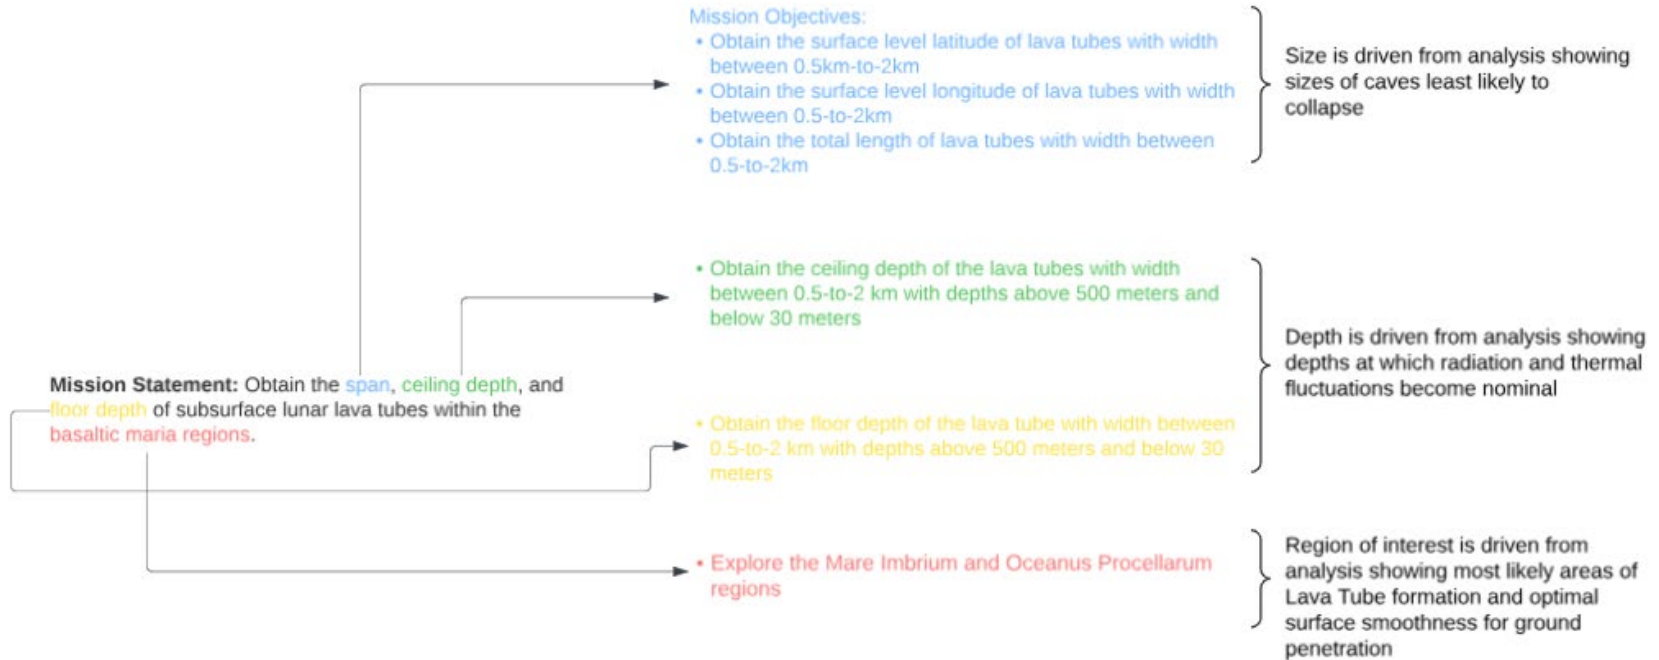 Mission Objectives:
• Obtain the surface level latitude of lava tubes with width
between 0.5km-to-2km
• Obtain the surface level longitude of lava tubes with width
between 0.5-to-2km
• Obtain the total length of lava tubes with width between
0.5-to-2km
Size is driven from analysis showing
sizes of caves least likely to
collapse
• Obtain the ceiling depth of the lava tubes with width
between 0.5-to-2 km with depths above 500 meters and
below 30 meters
Depth is driven from analysis showing
depths at which radiation and thermal
fluctuations become nominal
Mission Statement: Obtain the span, ceiling depth, and
floor depth of subsurface lunar lava tubes within the
basaltic maria regions.
• Obtain the floor depth of the lava tube with width between
0.5-to-2 km with depths above 500 meters and below 30
meters
• Explore the Mare Imbrium and Oceanus Procellarum
regions
Region of interest is driven from
analysis showing most likely areas of
Lava Tube formation and optimal
surface smoothness for ground
penetration